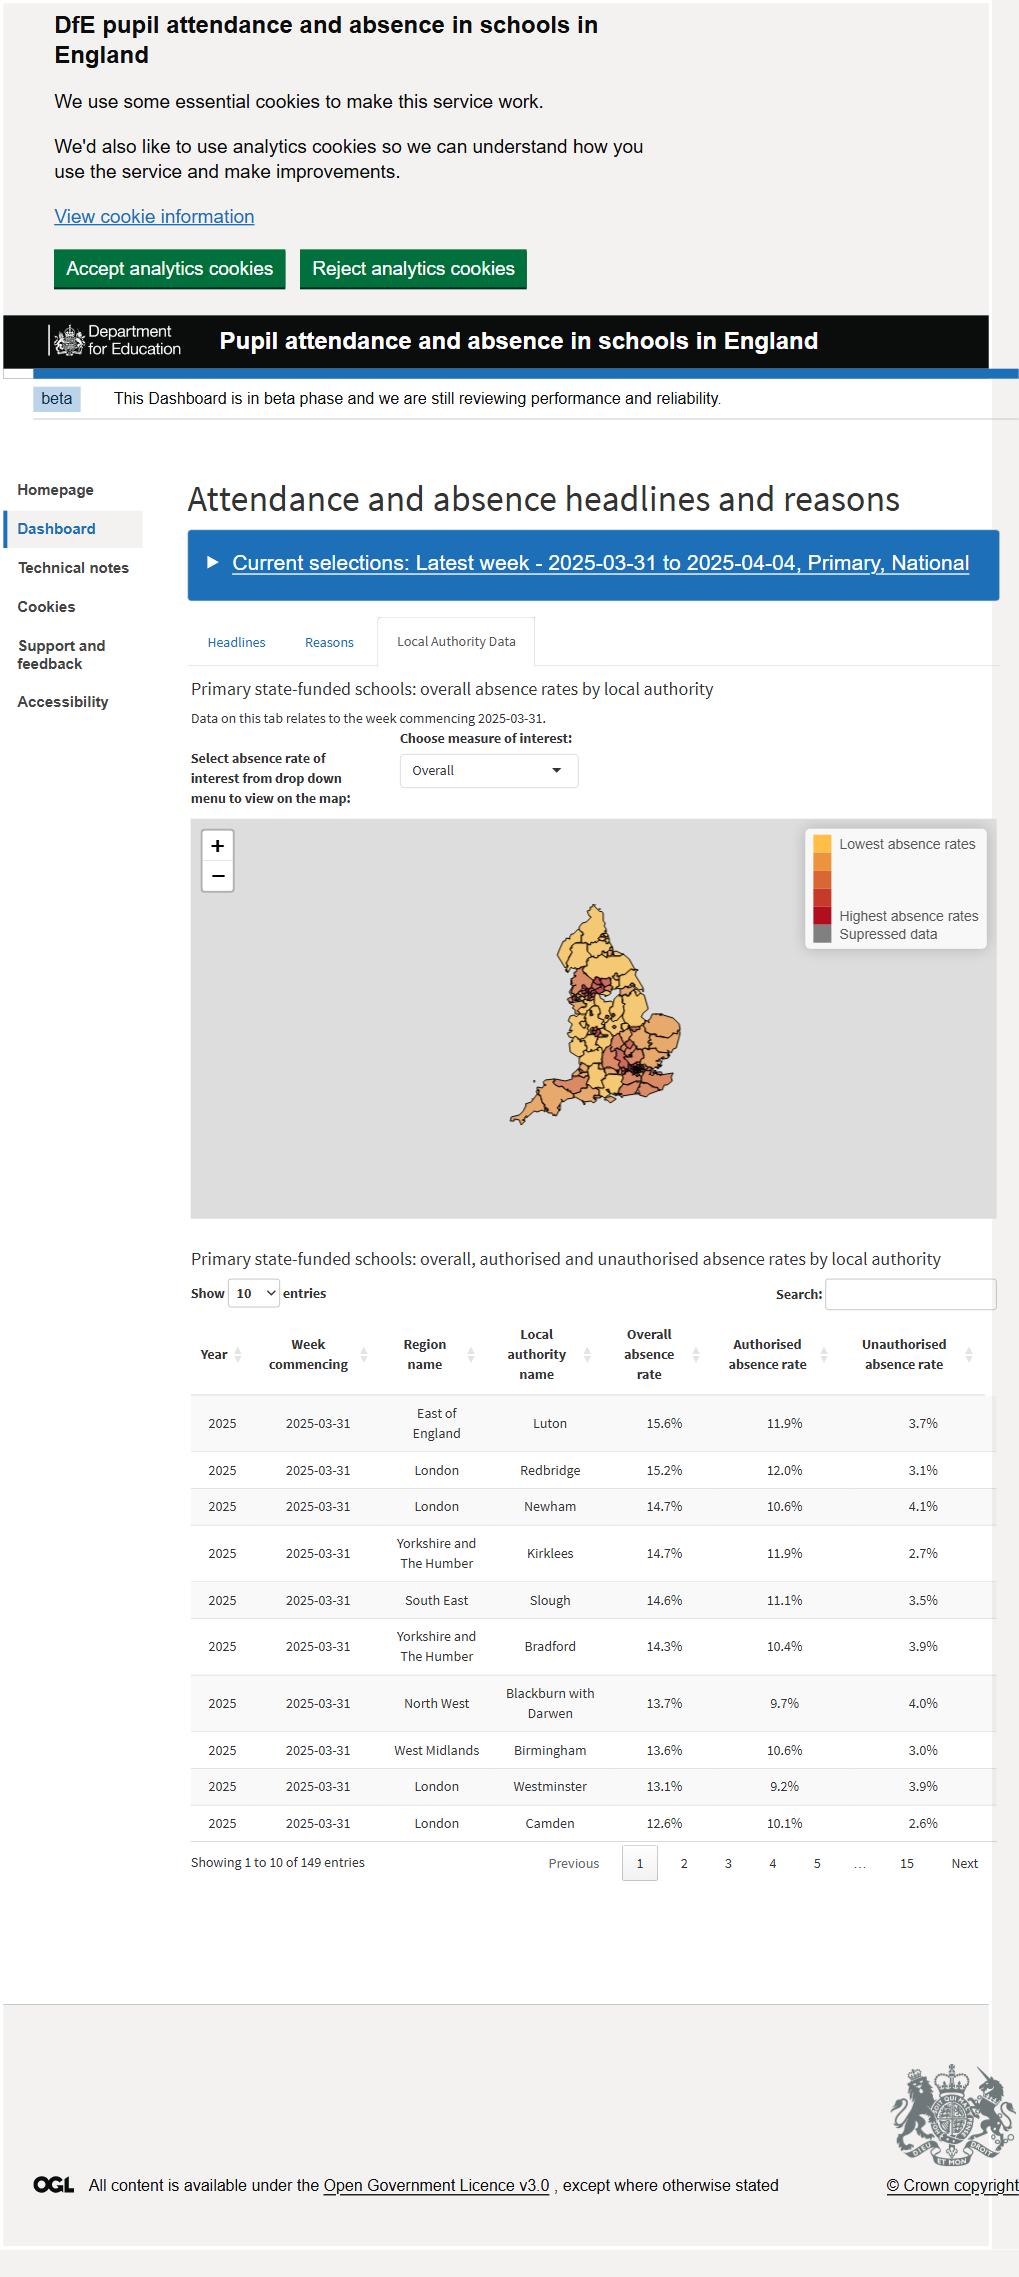 DfE pupil attendance and absence in schools in
England
We use some essential cookies to make this service work.
We'd also like to use analytics cookies so we can understand how you
use the service and make improvements.
View cookie information
Accept analytics cookies Reject analytics cookies
Department
for Education
Pupil attendance and absence in schools in England
beta This Dashboard is in beta phase and we are still reviewing performance and reliability.
Homepage
Dashboard
Technical notes
Cookies
Support and
feedback
Accessibility
Attendance and absence headlines and reasons
Current selections: Latest week - 2025-03-31 to 2025-04-04, Primary, National
Headlines Reasons Local Authority Data
Primary state-funded schools: overall absence rates by local authority
Data on this tab relates to the week commencing 2025-03-31.
Select absence rate of
interest from drop down
menu to view on the map:
Choose measure of interest:
Overall
+
−
Lowest absence rates
Highest absence rates
Supressed data
Primary state-funded schools: overall, authorised and unauthorised absence rates by local authority
Show 10 entries Search:
Year Week commencing Region name Local authority name Overall absence rate Authorised absence rate Unauthorised absence rate
2025 2025-03-31 East of England Luton 15.6% 11.9% 3.7%
2025 2025-03-31 London Redbridge 15.2% 12.0% 3.1%
2025 2025-03-31 London Newham 14.7% 10.6% 4.1%
2025 2025-03-31 Yorkshire and The Humber Kirklees 14.7% 11.9% 2.7%
2025 2025-03-31 South East Slough 14.6% 11.1% 3.5%
2025 2025-03-31 Yorkshire and The Humber Bradford 14.3% 10.4% 3.9%
2025 2025-03-31 North West Blackburn with Darwen 13.7% 9.7% 4.0%
2025 2025-03-31 West Midlands Birmingham 13.6% 10.6% 3.0%
2025 2025-03-31 London Westminster 13.1% 9.2% 3.9%
2025 2025-03-31 London Camden 12.6% 10.1% 2.6%
Showing 1 to 10 of 149 entries Previous 1 2 3 4 5 … 15 Next
DIEU ET MON DROIT
OGL All content is available under the Open Government Licence v3.0 , except where otherwise stated
© Crown copyright